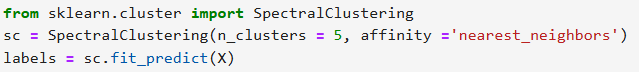 from sklearn.cluster import SpectralClustering
sc = SpectralClustering(n_clusters = 5, affinity ='nearest_neighbors')
labels = sc.fit_predict(X)